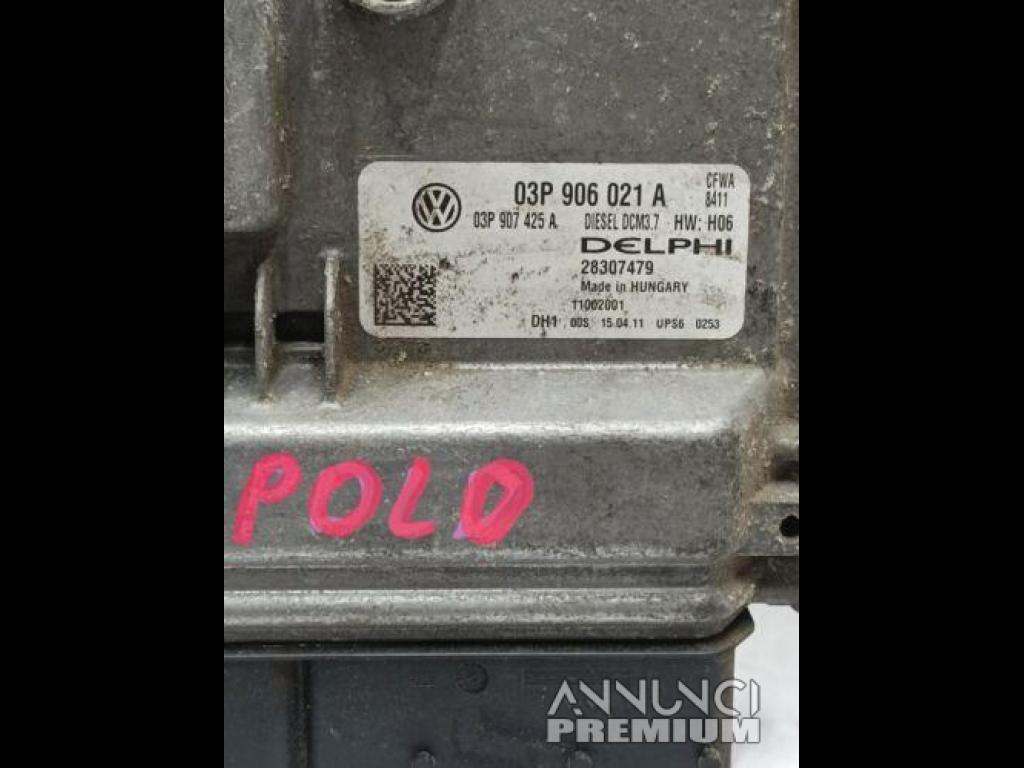 03P 906 021 A
CFWA
8411
03P 907 425 A
DIESEL DCM3.7 HW: H06
DELPHI
28307479
Made in HUNGARY
11002001
DH1 00S 15.04.11 UPS6 0253
POLO
ANNUNCI
PREMIUM